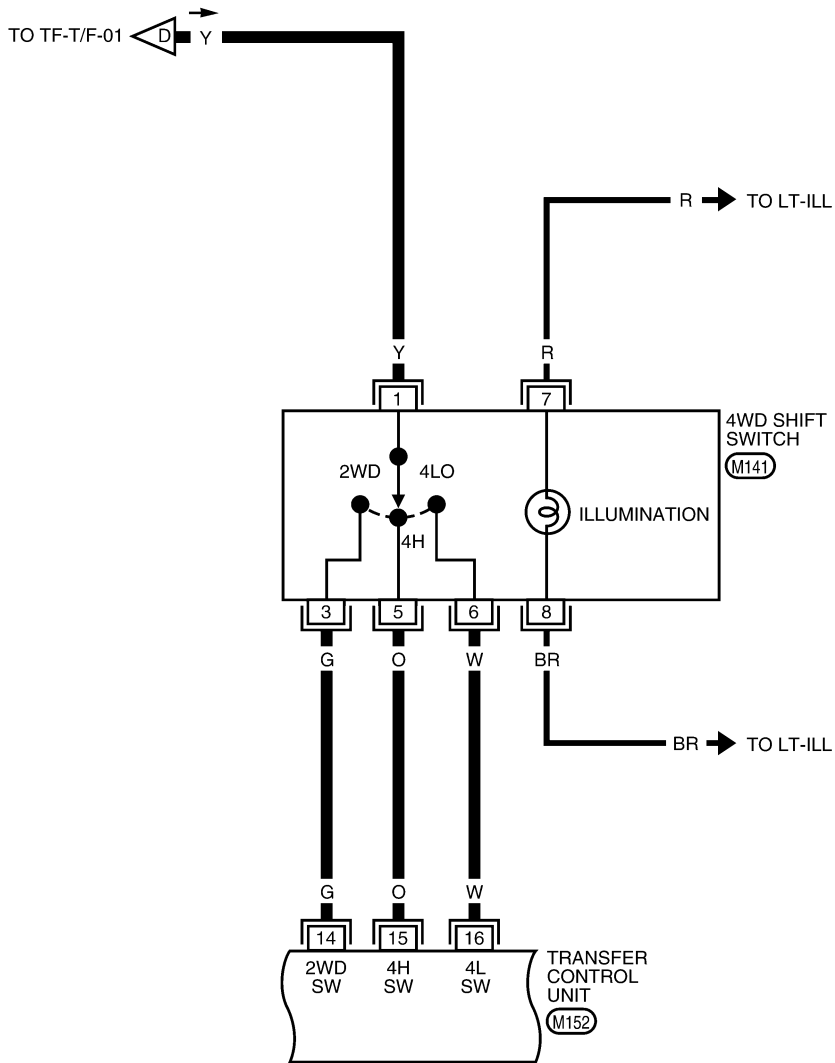 TO TF-T/F-01
D
Y
R
TO LT-ILL
Y
R
1
7
4WD SHIFT
SWITCH
M141
2WD
4LO
ILLUMINATION
4H
3
5
6
8
G
O
W
BR
BR
TO LT-ILL
G
O
W
14
15
16
2WD
SW
4H
SW
4L
SW
TRANSFER
CONTROL
UNIT
M152